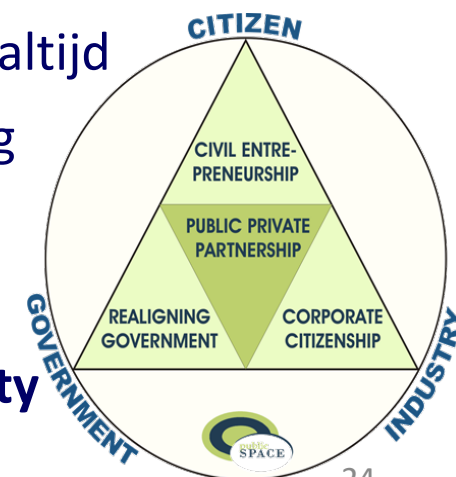 altijd
g
ty
CITIZEN
CIVIL ENTRE-
PRENEURSHIP
PUBLIC PRIVATE
PARTNERSHIP
REALIGNING
GOVERNMENT
CORPORATE
CITIZENSHIP
GOVERNMENT
INDUSTRY
public
SPACE